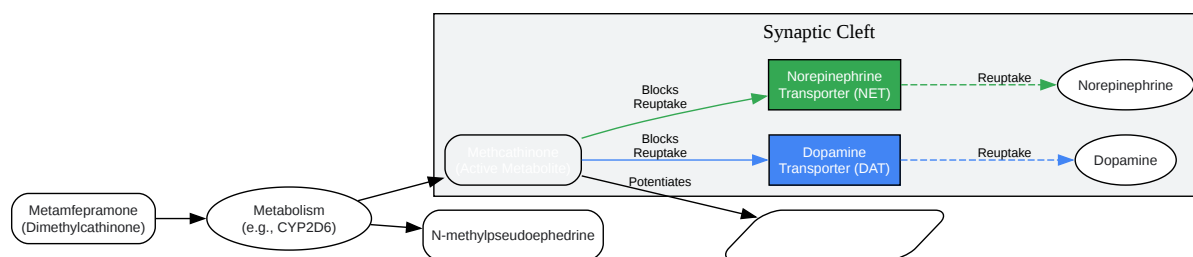 Synaptic Cleft
Norepinephrine
Transporter (NET)
Reuptake
Norepinephrine
Blocks
Reuptake
Methcathinone
(Active Metabolite)
Blocks
Reuptake
Dopamine
Transporter (DAT)
Reuptake
Dopamine
Potentiates
Metamfepramone
(Dimethylcathinone)
Metabolism
(e.g., CYP2D6)
N-methylpseudoephedrine